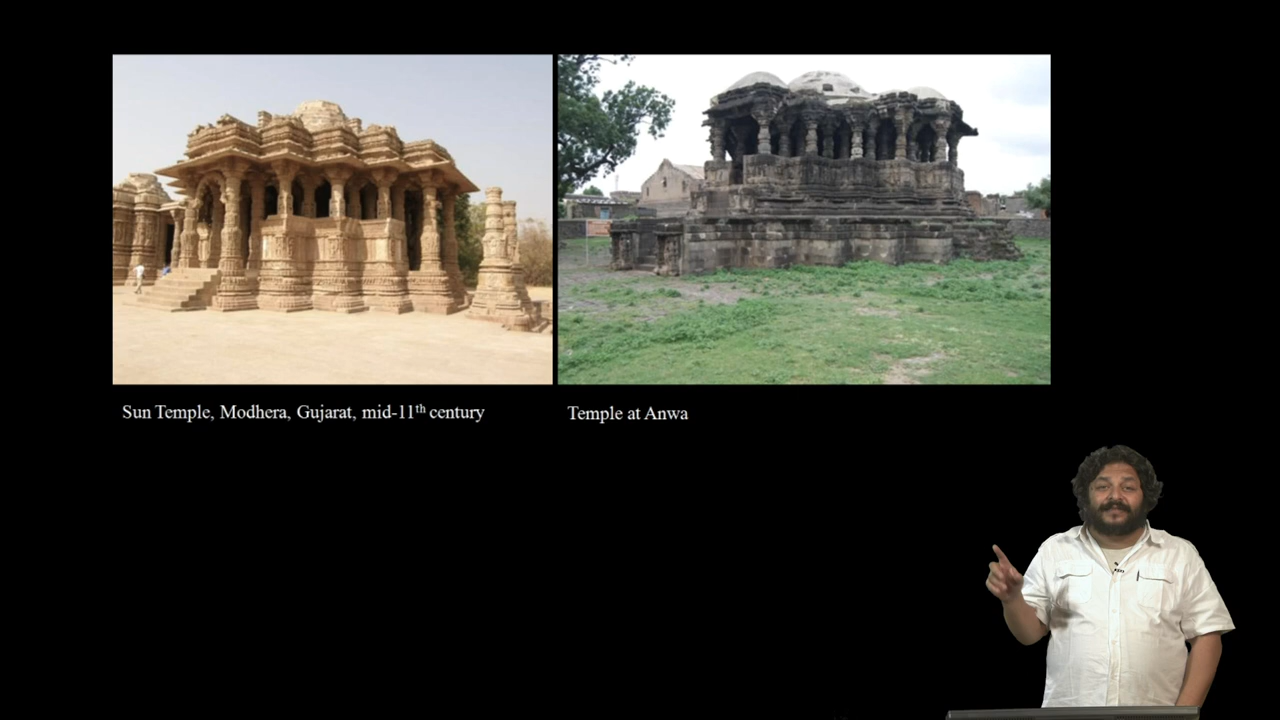 Sun Temple, Modhera, Gujarat, mid-11th century
Temple at Anwa